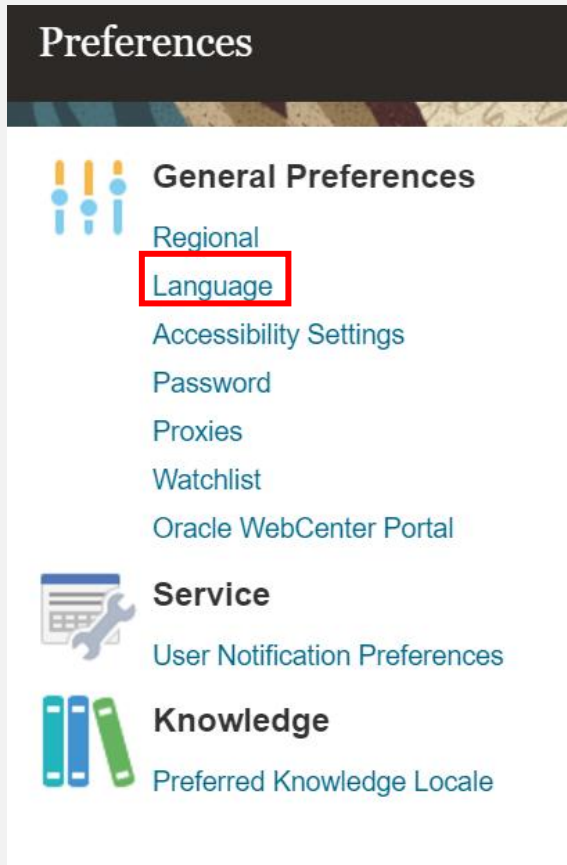 Preferences
General Preferences
Regional
Language
Accessibility Settings
Password
Proxies
Watchlist
Oracle WebCenter Portal
Service
User Notification Preferences
Knowledge
Preferred Knowledge Locale